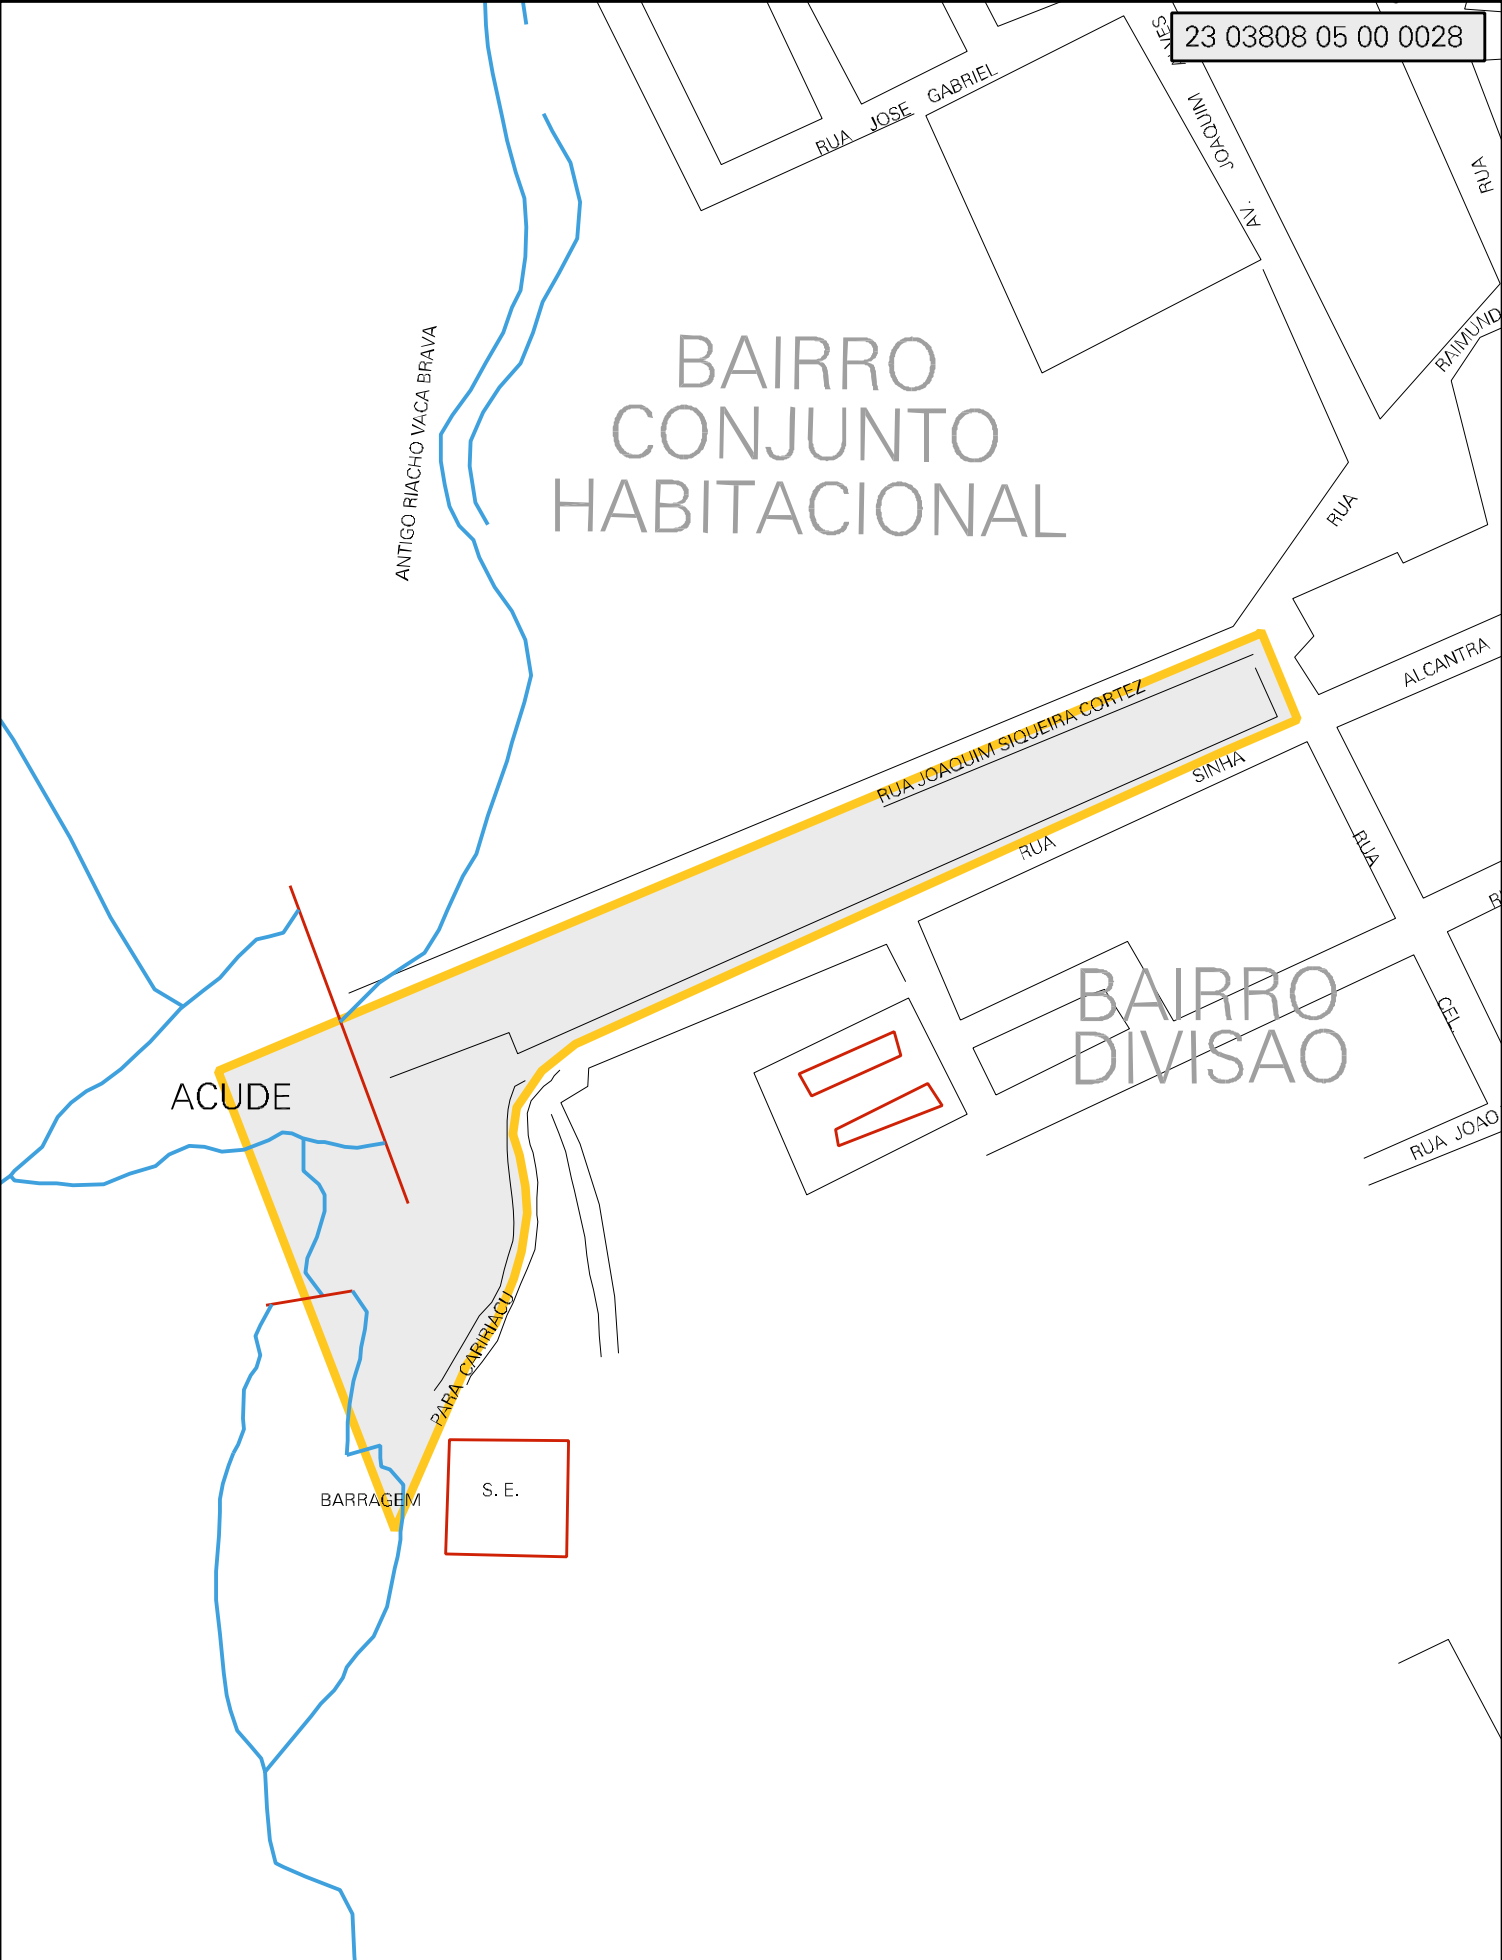 23 03808 05 00 0028
RUA JOSE GABRIEL
AV. JOAQUIM
RUA
RAIMUND
ANTIGO RIACHO VACA BRAVA
BAIRRO
CONJUNTO
HABITACIONAL
RUA
ALCANTRA
RUA JOAQUIM SIQUEIRA CORTEZ
RUA SINHA
RUA
BAIRRO
DIVISAO
CEL.
RUA JOAO
ACUDE
PARA CARIRIACU
BARRAGEM
S. E.